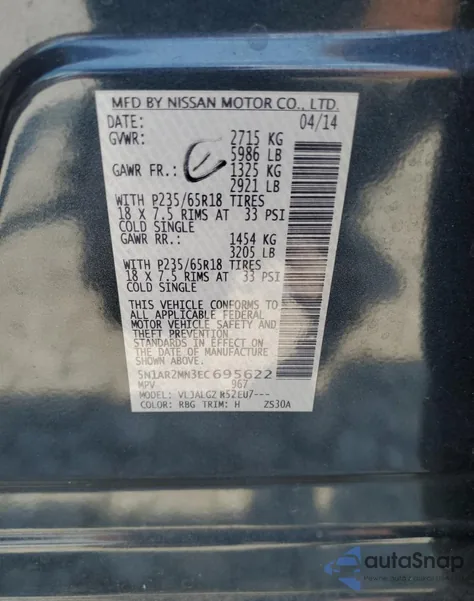 MFD BY NISSAN MOTOR CO., LTD.
DATE: 04/14
GVWR: 2715 KG
5986 LB
GAWR FR.: 1325 KG
2921 LB
WITH P235/65R18 TIRES
18 X 7.5 RIMS AT 33 PSI
COLD SINGLE
GAWR RR.: 1454 KG
3205 LB
WITH P235/65R18 TIRES
18 X 7.5 RIMS AT 33 PSI
COLD SINGLE
THIS VEHICLE CONFORMS TO
ALL APPLICABLE FEDERAL
MOTOR VEHICLE SAFETY AND
THEFT PREVENTION
STANDARDS IN EFFECT ON
THE DATE OF MANUFACTURE
SHOWN ABOVE.
5N1AR2MN3EC695622
MPV 967
MODEL: VL3ALGZ R52EU7---
COLOR: RBG TRIM: H ZS30A
autaSnap